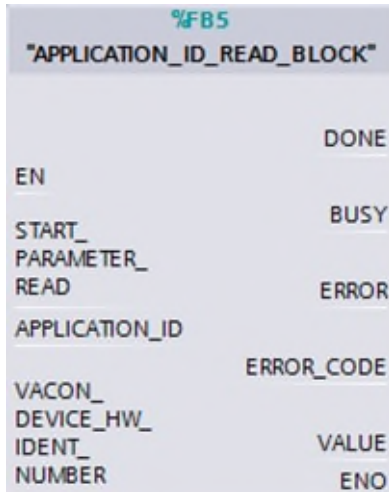 %FB5
"APPLICATION_ID_READ_BLOCK"
DONE
EN
BUSY
START_
PARAMETER_
READ
ERROR
APPLICATION_ID
ERROR_CODE
VACON_
DEVICE_HW_
IDENT_
VALUE
NUMBER
ENO